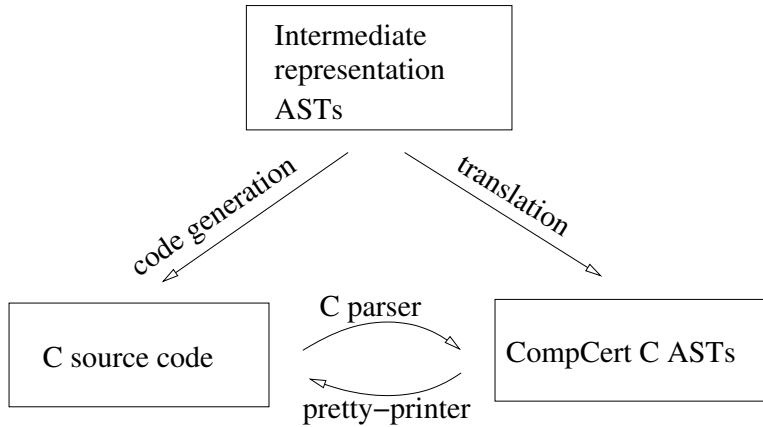 Intermediate
representation
ASTs
code generation
translation
C parser
C source code
CompCert C ASTs
pretty−printer